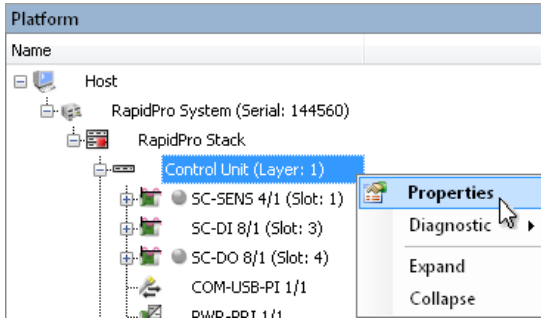 Platform
Name
Host
RapidPro System (Serial: 144560)
RapidPro Stack
Control Unit (Layer: 1)
SC-SENS 4/1 (Slot: 1)
Properties
SC-DI 8/1 (Slot: 3)
Diagnostic
SC-DO 8/1 (Slot: 4)
Expand
COM-USB-PI 1/1
Collapse